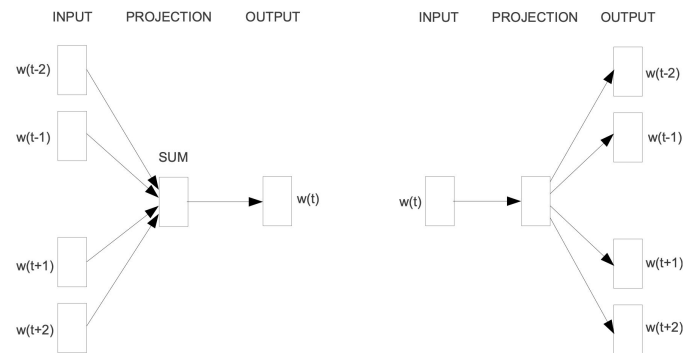 INPUT PROJECTION OUTPUT
w(t-2)
w(t-1)
SUM
w(t)
w(t+1)
w(t+2)
INPUT PROJECTION OUTPUT
w(t-2)
w(t-1)
w(t)
w(t+1)
w(t+2)